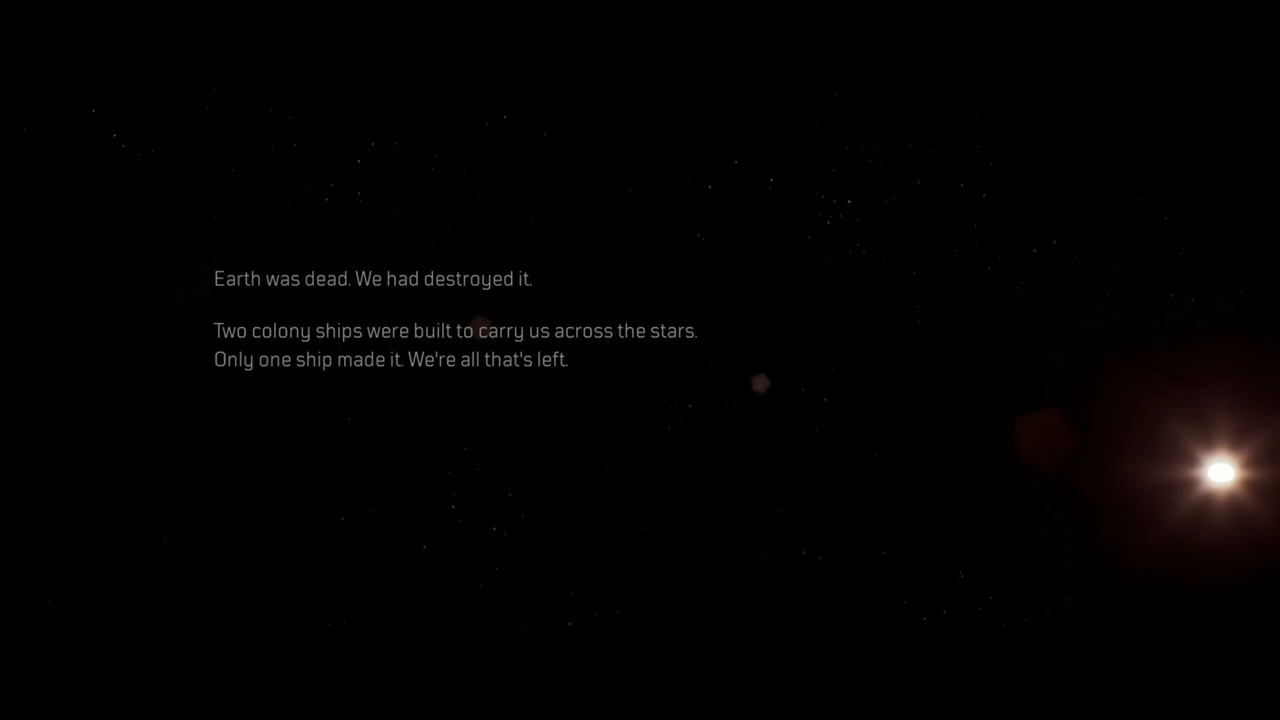 Earth was dead. We had destroyed it.
Two colony ships were built to carry us across the stars.
Only one ship made it. We're all that's left.